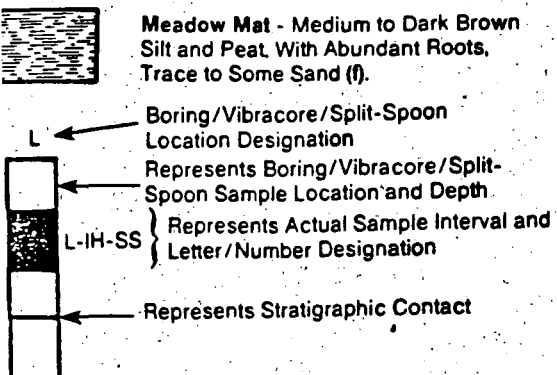 Meadow Mat - Medium to Dark Brown
Silt and Peat, With Abundant Roots,
Trace to Some Sand (f).
Boring/Vibracore/Split-Spoon
Location Designation
L
Represents Boring/Vibracore/Split-
Spoon Sample Location and Depth
L-IH-SS
Represents Actual Sample Interval and
Letter/Number Designation
Represents Stratigraphic Contact